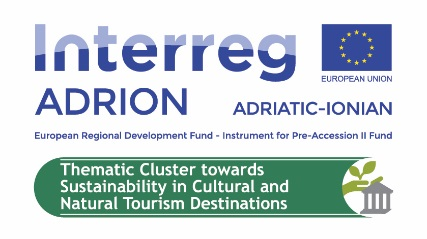 Interreg
EUROPEAN UNION
ADRION ADRIATIC-IONIAN
European Regional Development Fund - Instrument for Pre-Accession II Fund
Thematic Cluster towards
Sustainability in Cultural and
Natural Tourism Destinations